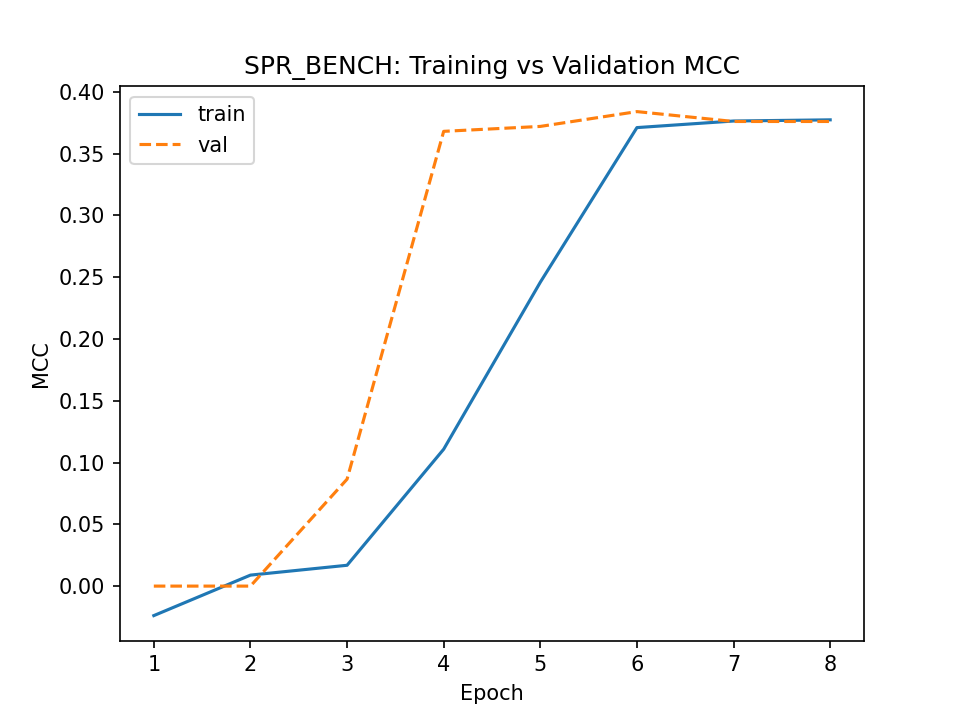 SPR_BENCH: Training vs Validation MCC
train
val
0.40
0.35
0.30
0.25
0.20
0.15
0.10
0.05
0.00
MCC
1 2 3 4 5 6 7 8
Epoch